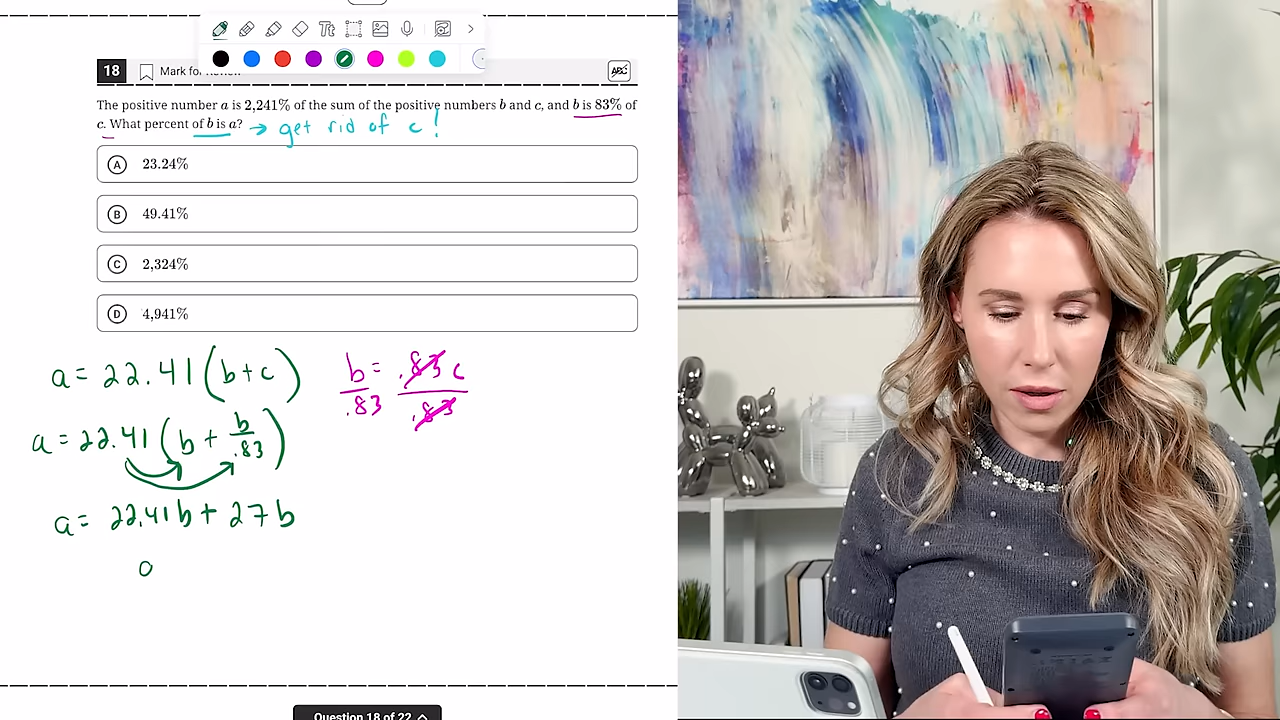 Tt
18 Mark for Review ABC
The positive number a is 2,241% of the sum of the positive numbers b and c, and b is 83% of
c. What percent of b is a? → get rid of c!
A 23.24%
B 49.41%
C 2,324%
D 4,941%
a = 22.41(b+c)
b = .83c
.83 .83
a = 22.41(b + b/.83)
a = 22.41b + 27b
a
Question 18 of 22